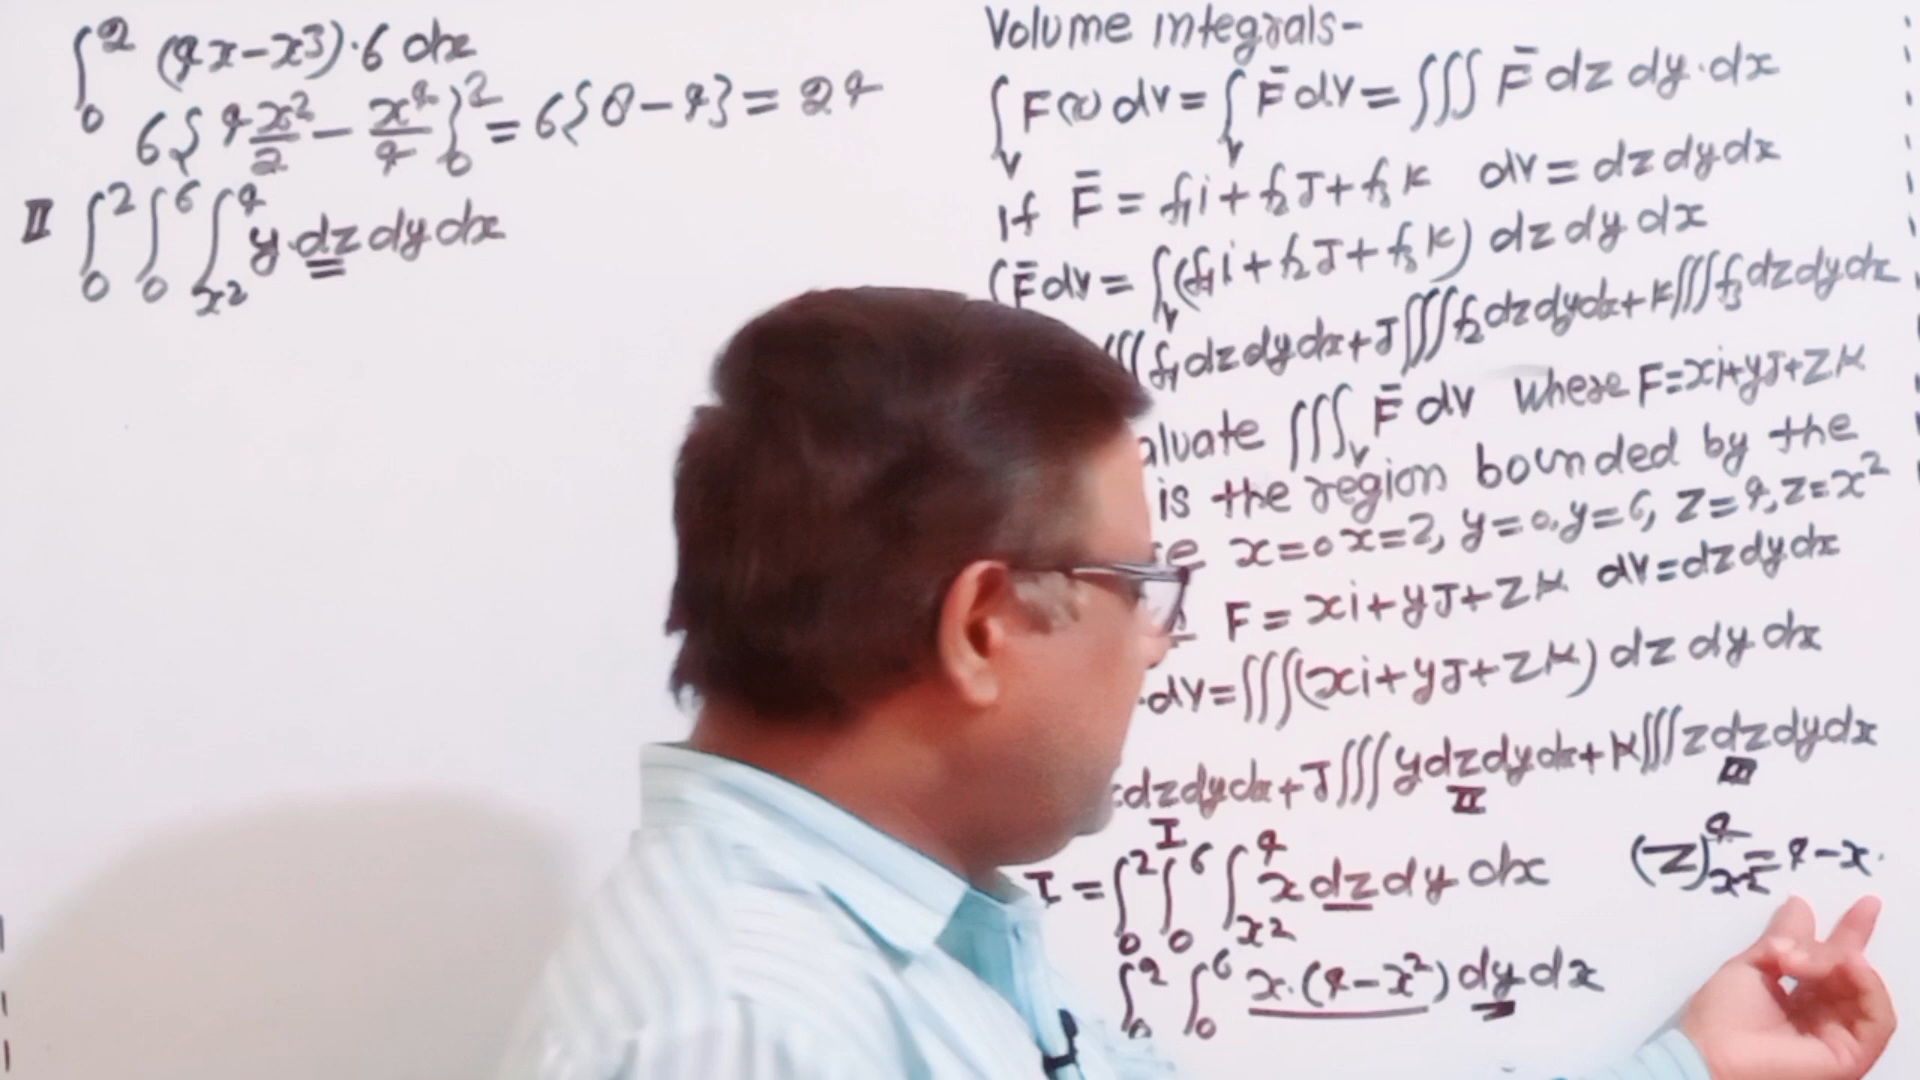 ∫₀² (4x-x³)·6 dx
6{4x²/2 - x⁴/4}₀² = 6{8-4} = 24
II ∫₀² ∫₀⁶ ∫ₓ₂⁴ y·dz dy dx
Volume integrals-
∫ᵥ F(x) dv = ∫ᵥ F̄ dv = ∫∫∫ F̄ dz dy·dx
If F̄ = f₁i + f₂J + f₃K dv = dz dy dx
∫F̄ dv = ∫ᵥ (f₁i + f₂J + f₃K) dz dy dx
∫∫∫ f₁ dz dy dx + J ∫∫∫ f₂ dz dy dx + K ∫∫∫ f₃ dz dy dx
aluate ∫∫∫ᵥ F̄ dv where F = xi+yJ+ZK
is the region bounded by the
x=0 x=2, y=0, y=6, Z=4, Z=x²
F = xi+yJ+ZK dv = dz dy dx
·dv = ∫∫∫ (xi+yJ+ZK) dz dy dx
dz dy dx + J ∫∫∫ y dz dy dx + K ∫∫∫ z dz dy dx
I II III
I = ∫₀² ∫₀⁶ ∫ₓ₂⁴ x dz dy dx (Z)ₓ₂⁴ = 4-x·
∫₀² ∫₀⁶ x·(4-x²) dy dx